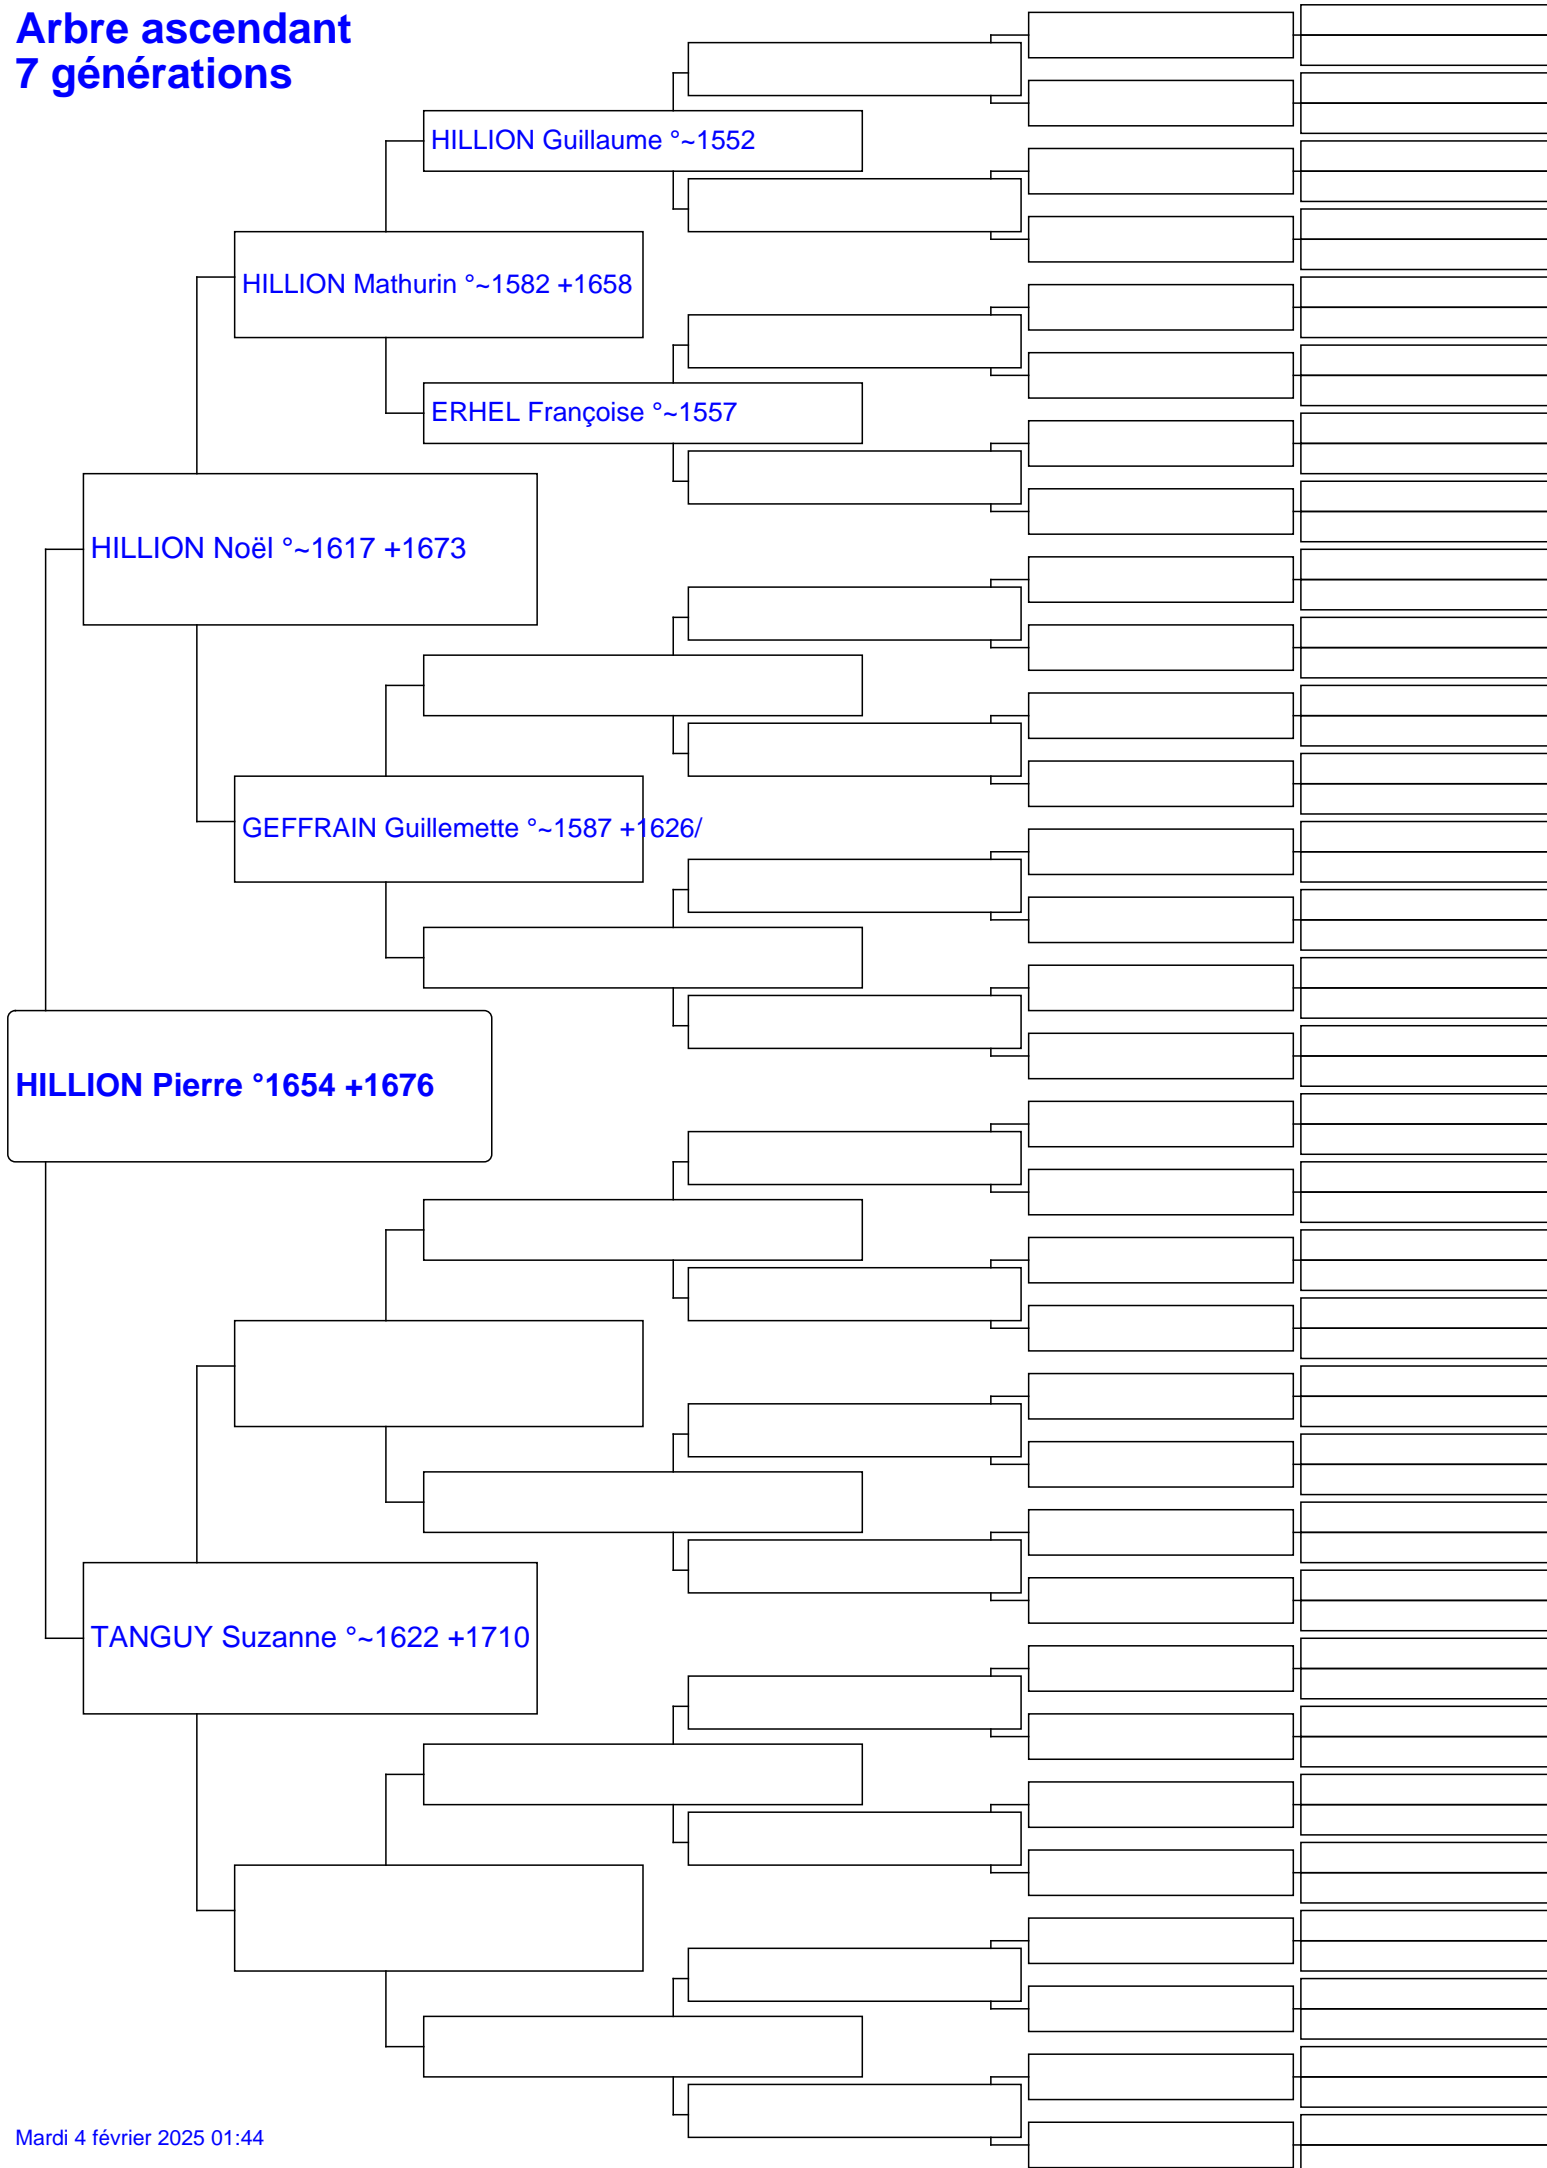 Arbre ascendant
7 générations
HILLION Guillaume °~1552
HILLION Mathurin °~1582 +1658
ERHEL Françoise °~1557
HILLION Noël °~1617 +1673
GEFFRAIN Guillemette °~1587 +1626/
HILLION Pierre °1654 +1676
TANGUY Suzanne °~1622 +1710
Mardi 4 février 2025 01:44